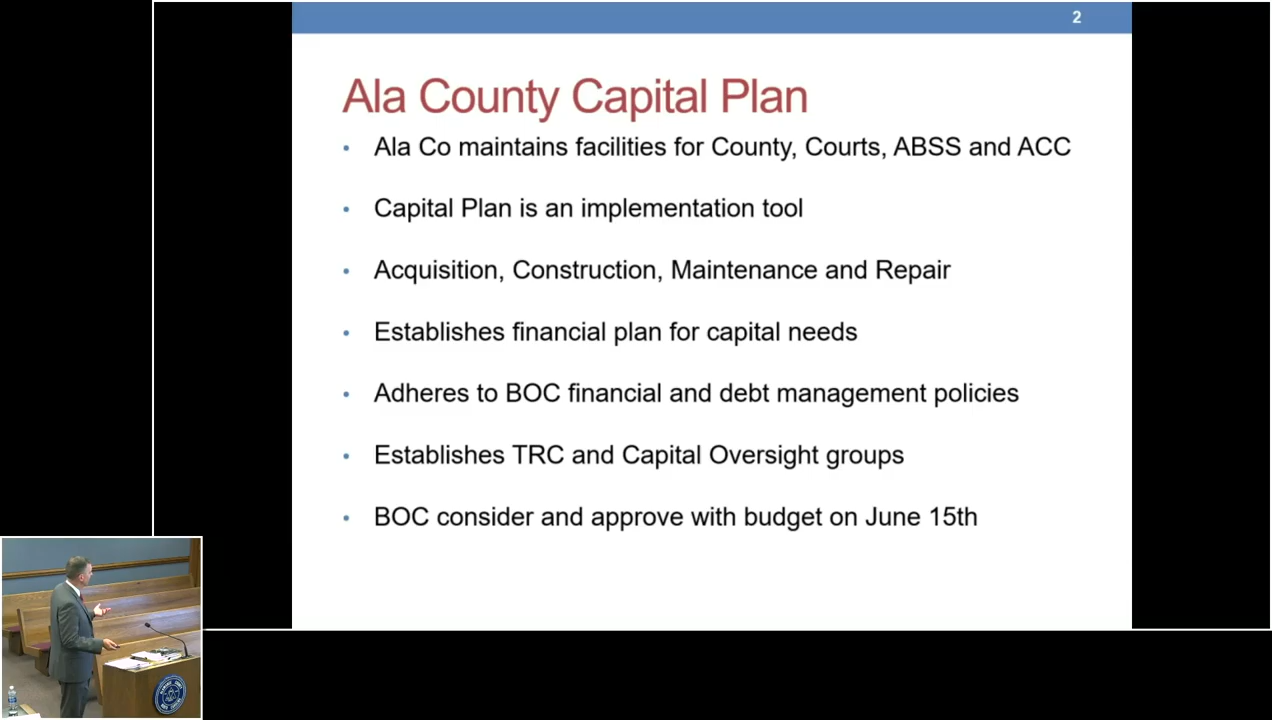 2
Ala County Capital Plan
• Ala Co maintains facilities for County, Courts, ABSS and ACC
• Capital Plan is an implementation tool
• Acquisition, Construction, Maintenance and Repair
• Establishes financial plan for capital needs
• Adheres to BOC financial and debt management policies
• Establishes TRC and Capital Oversight groups
• BOC consider and approve with budget on June 15th